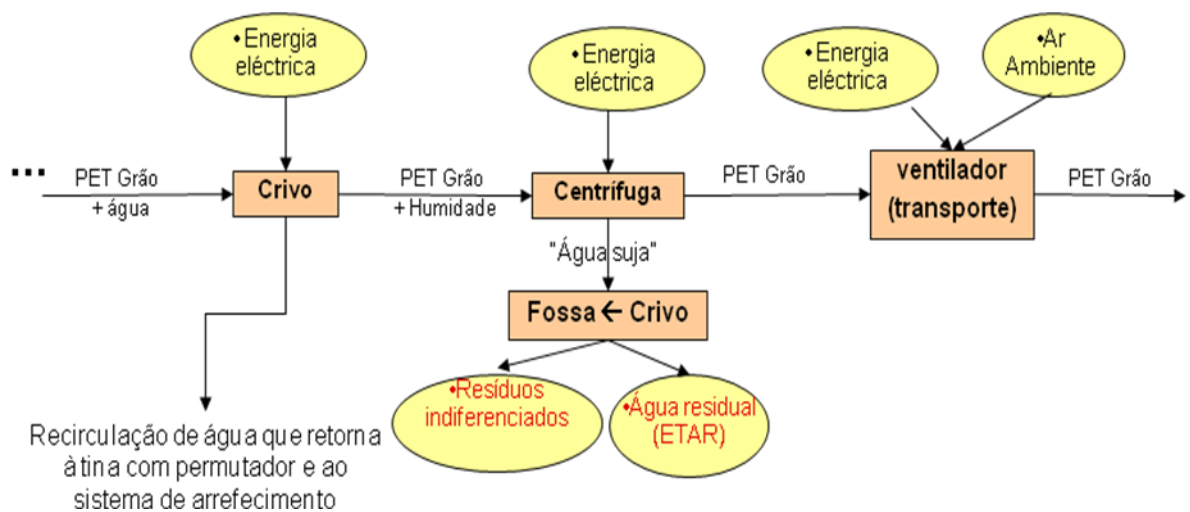 •Energia
eléctrica
•Energia
eléctrica
•Energia
eléctrica
•Ar
Ambiente
...
PET Grão
+ água
Crivo
PET Grão
+ Humidade
Centrífuga
PET Grão
ventilador
(transporte)
PET Grão
"Água suja"
Fossa ← Crivo
•Resíduos
indiferenciados
•Água residual
(ETAR)
Recirculação de água que retorna
à tina com permutador e ao
sistema de arrefecimento